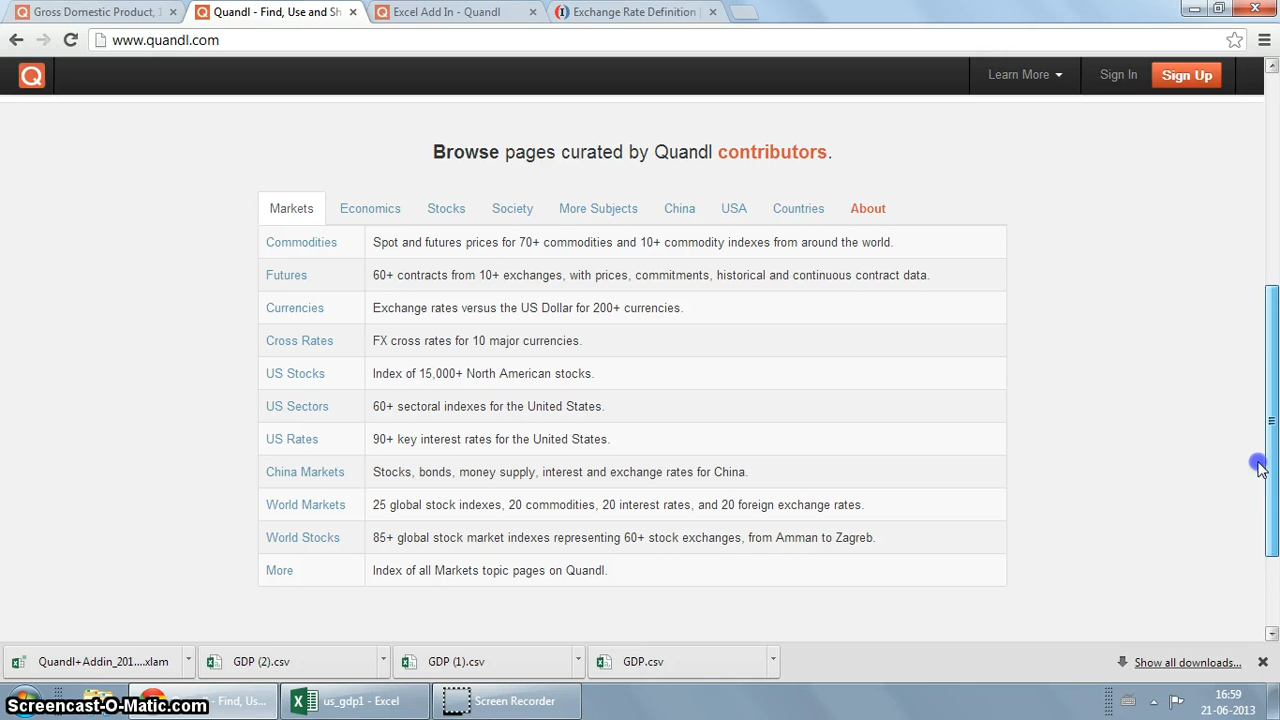 Gross Domestic Product, 1
Quandl - Find, Use and Sh
Excel Add In - Quandl
Exchange Rate Definition
www.quandl.com
Q
Learn More
Sign In
Sign Up
Browse pages curated by Quandl contributors.
Markets Economics Stocks Society More Subjects China USA Countries About
Commodities Spot and futures prices for 70+ commodities and 10+ commodity indexes from around the world.
Futures 60+ contracts from 10+ exchanges, with prices, commitments, historical and continuous contract data.
Currencies Exchange rates versus the US Dollar for 200+ currencies.
Cross Rates FX cross rates for 10 major currencies.
US Stocks Index of 15,000+ North American stocks.
US Sectors 60+ sectoral indexes for the United States.
US Rates 90+ key interest rates for the United States.
China Markets Stocks, bonds, money supply, interest and exchange rates for China.
World Markets 25 global stock indexes, 20 commodities, 20 interest rates, and 20 foreign exchange rates.
World Stocks 85+ global stock market indexes representing 60+ stock exchanges, from Amman to Zagreb.
More Index of all Markets topic pages on Quandl.
Quandl+Addin_201....xlam
GDP (2).csv
GDP (1).csv
GDP.csv
Show all downloads...
Screencast-O-Matic.com
- Find, Us...
us_gdp1 - Excel
Screen Recorder
16:59
21-06-2013